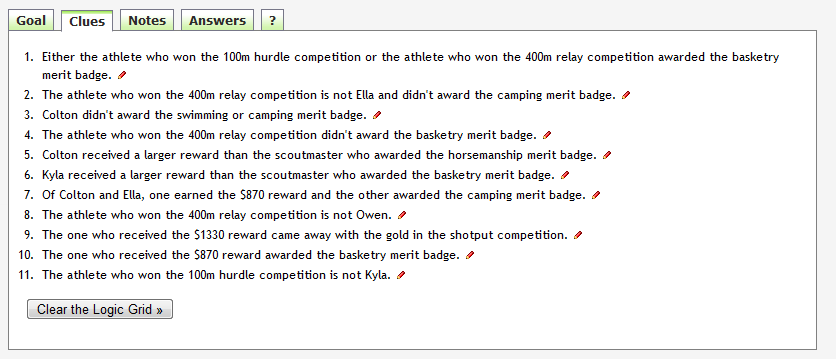 Goal Clues Notes Answers ?
1. Either the athlete who won the 100m hurdle competition or the athlete who won the 400m relay competition awarded the basketry
merit badge.
2. The athlete who won the 400m relay competition is not Ella and didn't award the camping merit badge.
3. Colton didn't award the swimming or camping merit badge.
4. The athlete who won the 400m relay competition didn't award the basketry merit badge.
5. Colton received a larger reward than the scoutmaster who awarded the horsemanship merit badge.
6. Kyla received a larger reward than the scoutmaster who awarded the basketry merit badge.
7. Of Colton and Ella, one earned the $870 reward and the other awarded the camping merit badge.
8. The athlete who won the 400m relay competition is not Owen.
9. The one who received the $1330 reward came away with the gold in the shotput competition.
10. The one who received the $870 reward awarded the basketry merit badge.
11. The athlete who won the 100m hurdle competition is not Kyla.
Clear the Logic Grid »